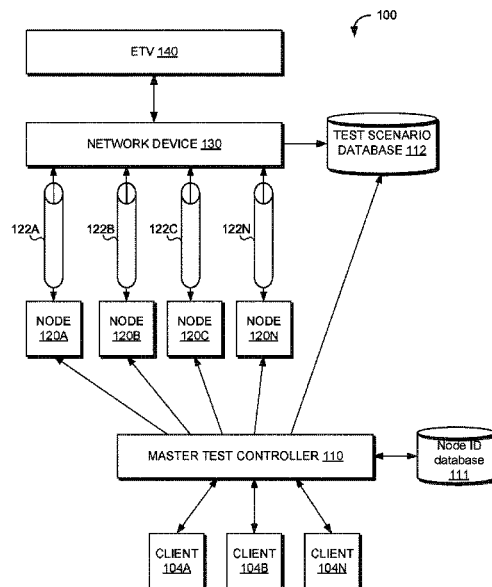 100
ETV 140
NETWORK DEVICE 130
TEST SCENARIO
DATABASE 112
122A
122B
122C
122N
NODE
120A
NODE
120B
NODE
120C
NODE
120N
MASTER TEST CONTROLLER 110
Node ID
database
111
CLIENT
104A
CLIENT
104B
CLIENT
104N